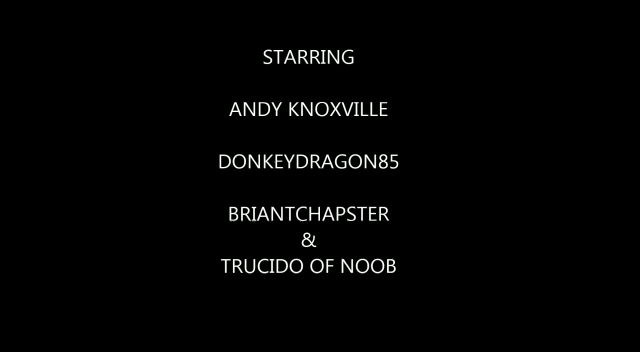 STARRING
ANDY KNOXVILLE
DONKEYDRAGON85
BRIANTCHAPSTER
&
TRUCIDO OF NOOB